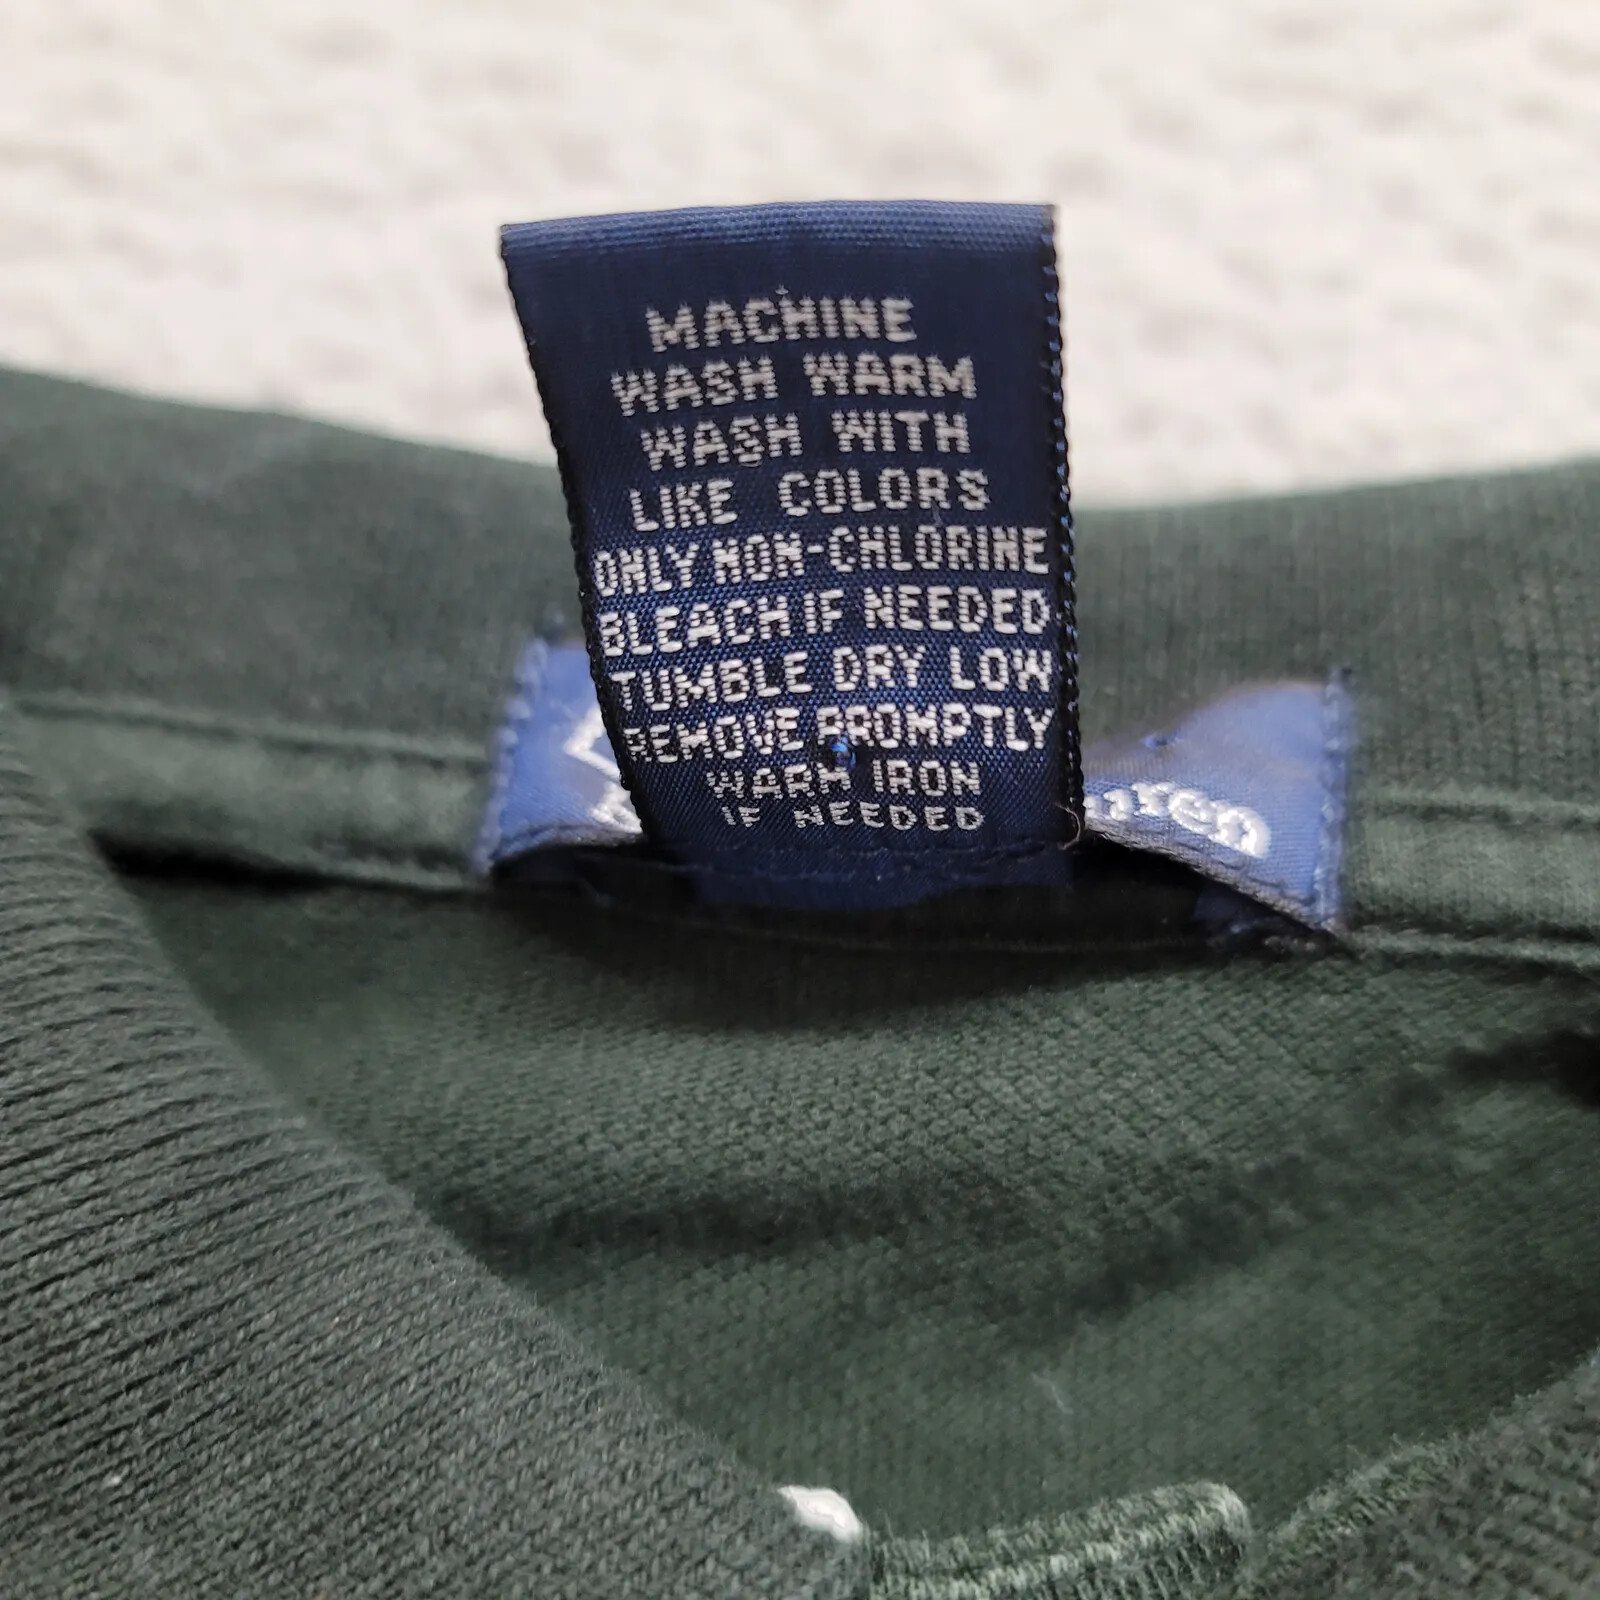 MACHINE
WASH WARM
WASH WITH
LIKE COLORS
ONLY NON-CHLORINE
BLEACH IF NEEDED
TUMBLE DRY LOW
REMOVE PROMPTLY
WARM IRON
IF NEEDED